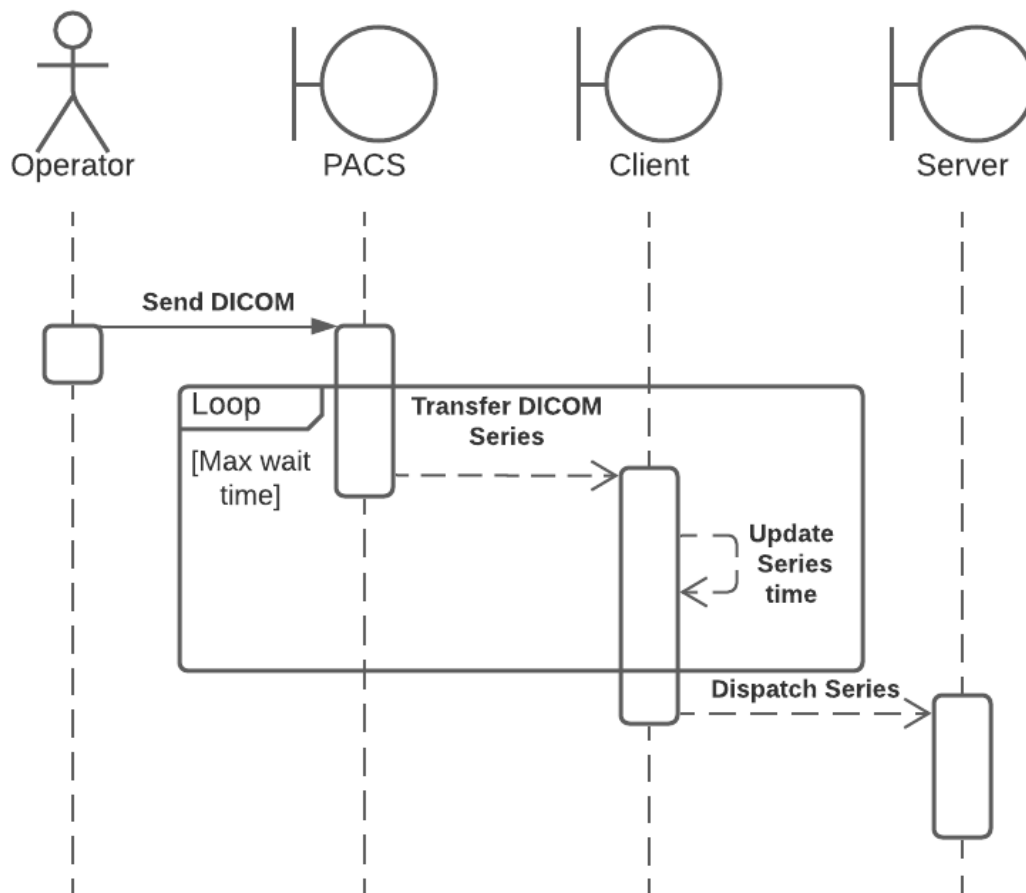 Operator
PACS
Client
Server
Send DICOM
Loop
[Max wait
time]
Transfer DICOM
Series
Update
Series
time
Dispatch Series